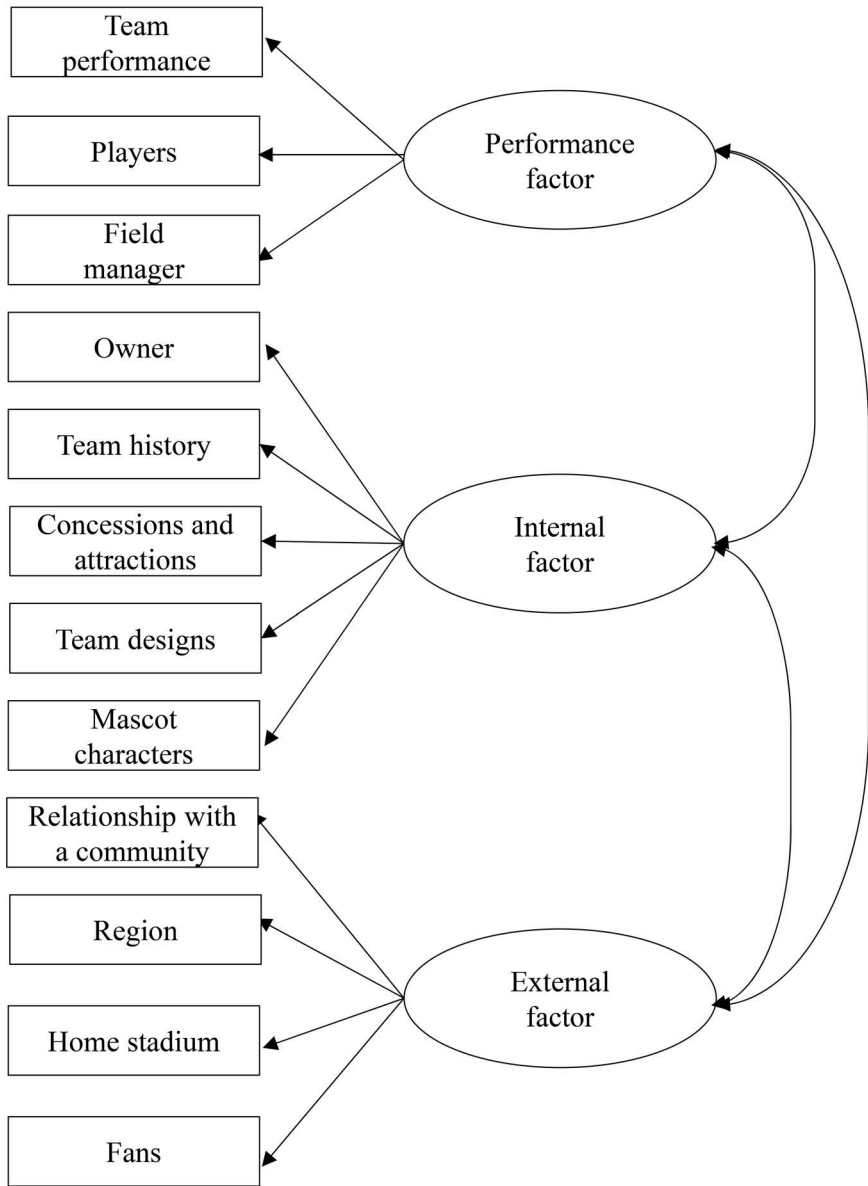 Team
performance
Players
Field
manager
Owner
Team history
Concessions and
attractions
Team designs
Mascot
characters
Relationship with
a community
Region
Home stadium
Fans
Performance
factor
Internal
factor
External
factor